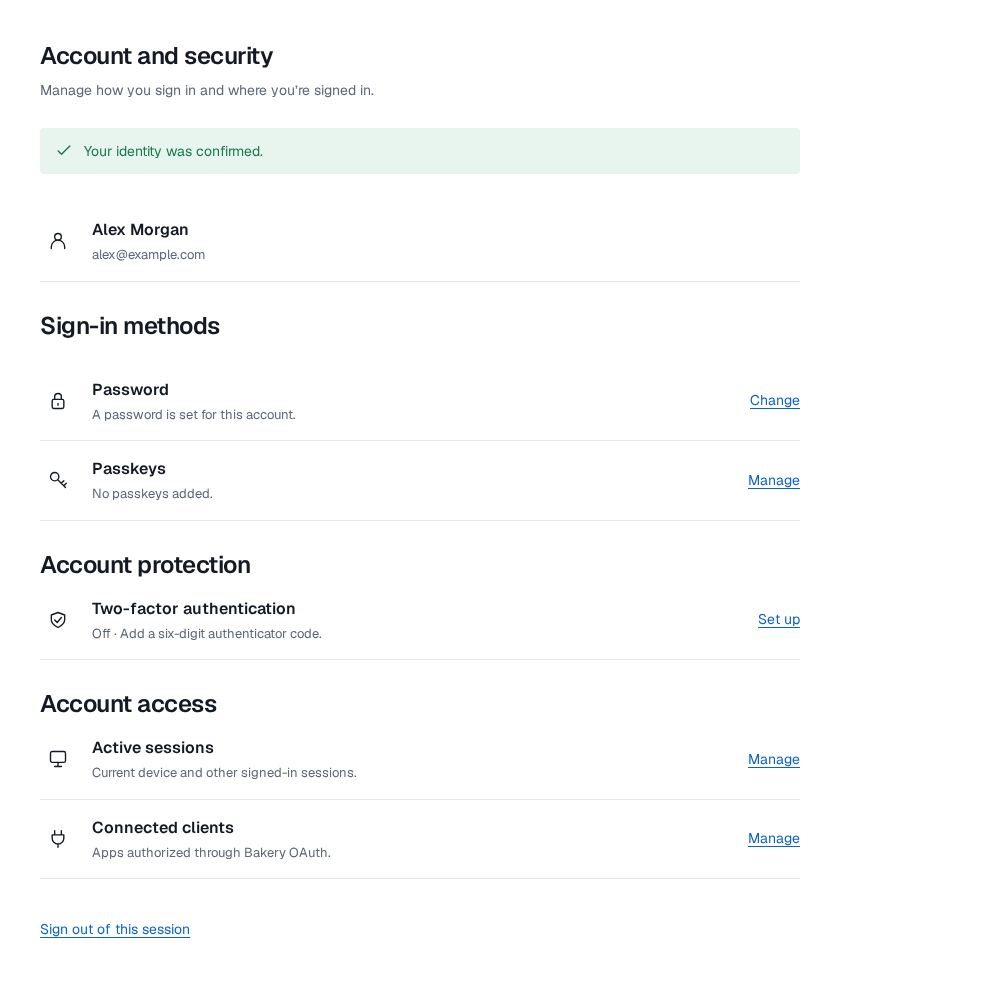 Account and security
Manage how you sign in and where you're signed in.
Your identity was confirmed.
Alex Morgan
alex@example.com
Sign-in methods
Password
A password is set for this account.
Change
Passkeys
No passkeys added.
Manage
Account protection
Two-factor authentication
Off · Add a six-digit authenticator code.
Set up
Account access
Active sessions
Current device and other signed-in sessions.
Manage
Connected clients
Apps authorized through Bakery OAuth.
Manage
Sign out of this session